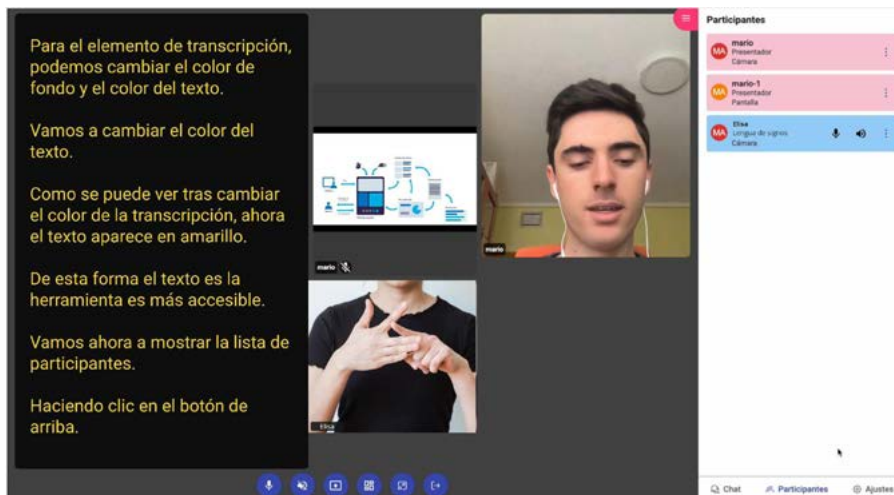 Para el elemento de transcripción,
podemos cambiar el color de
fondo y el color del texto.
Vamos a cambiar el color del
texto.
Como se puede ver tras cambiar
el color de la transcripción, ahora
el texto aparece en amarillo.
De esta forma el texto es la
herramienta es más accesible.
Vamos ahora a mostrar la lista de
participantes.
Haciendo clic en el botón de
arriba.
mario
Elisa
mario
Participantes
MA
mario
Presentador
Cámara
MA
mario-1
Presentador
Pantalla
MA
Elisa
Lengua de signos
Cámara
Chat
Participantes
Ajustes